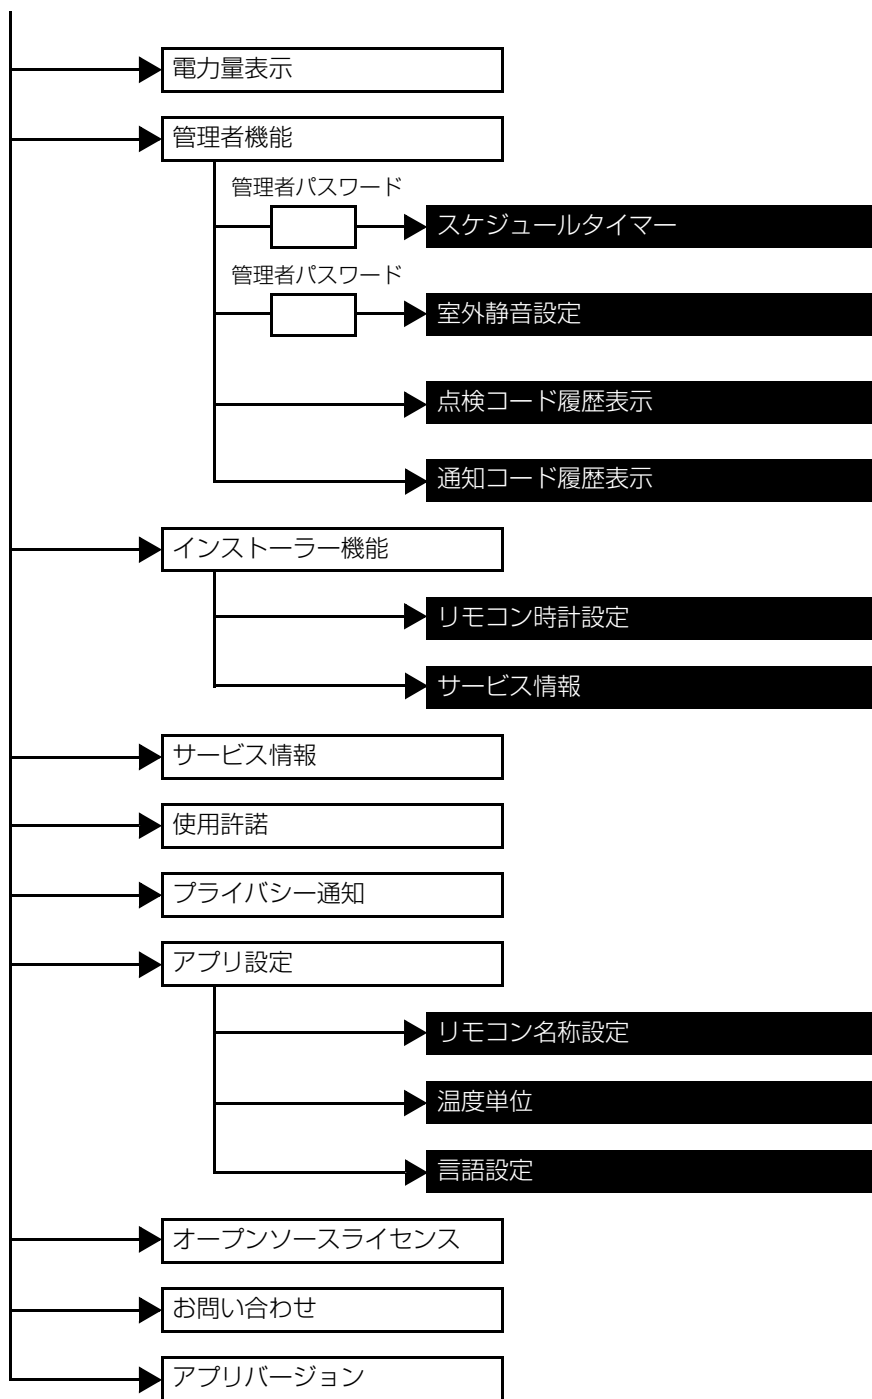 電力量表示
管理者機能
管理者パスワード
スケジュールタイマー
管理者パスワード
室外静音設定
点検コード履歴表示
通知コード履歴表示
インストーラー機能
リモコン時計設定
サービス情報
サービス情報
使用許諾
プライバシー通知
アプリ設定
リモコン名称設定
温度単位
言語設定
オープンソースライセンス
お問い合わせ
アプリバージョン